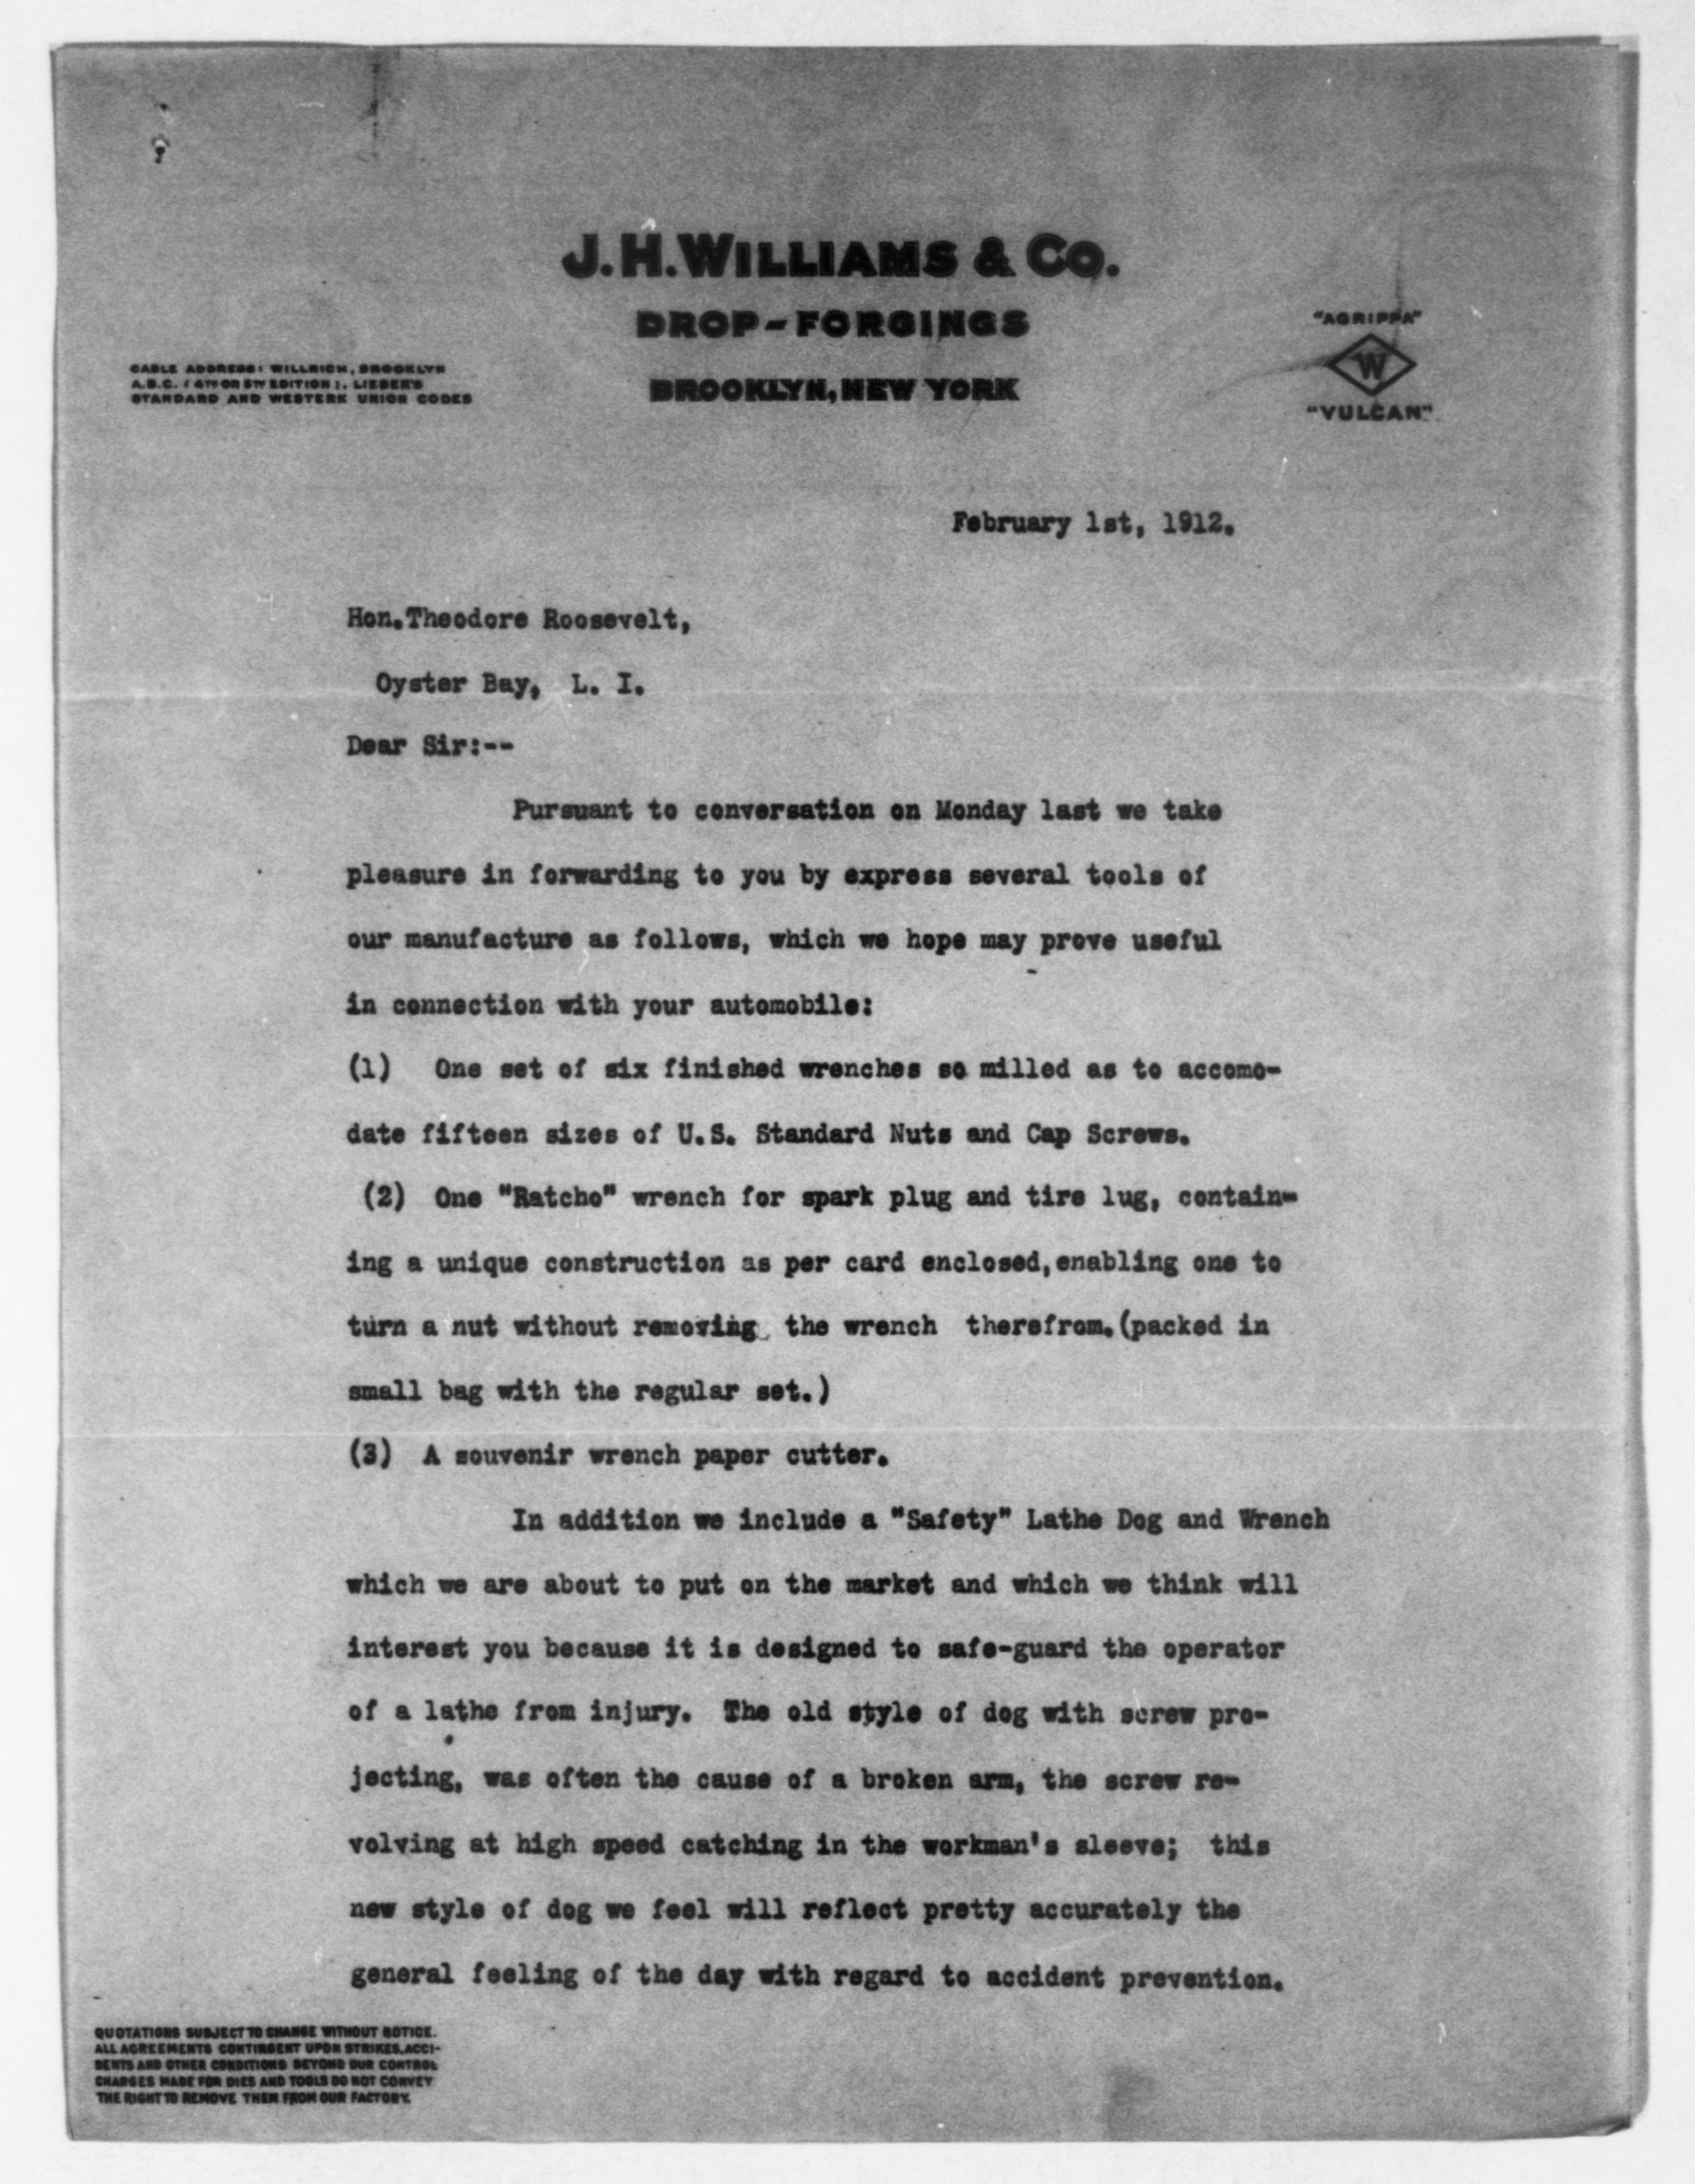 J.H. WILLIAMS & CO.
DROP-FORGINGS
BROOKLYN, NEW YORK
CABLE ADDRESS: WILLRICH, BROOKLYN
A.B.C. (4TH OR 5TH EDITION), LIEBER'S
STANDARD AND WESTERN UNION CODES
"AGRIPPA"
W
"VULCAN"
February 1st, 1912.
Hon.Theodore Roosevelt,
Oyster Bay, L. I.
Dear Sir:--
Pursuant to conversation on Monday last we take
pleasure in forwarding to you by express several tools of
our manufacture as follows, which we hope may prove useful
in connection with your automobile:
(1) One set of six finished wrenches so milled as to accomo-
date fifteen sizes of U.S. Standard Nuts and Cap Screws.
(2) One "Ratcho" wrench for spark plug and tire lug, contain-
ing a unique construction as per card enclosed,enabling one to
turn a nut without removing the wrench therefrom.(packed in
small bag with the regular set.)
(3) A souvenir wrench paper cutter.
In addition we include a "Safety" Lathe Dog and Wrench
which we are about to put on the market and which we think will
interest you because it is designed to safe-guard the operator
of a lathe from injury. The old style of dog with screw pro-
jecting, was often the cause of a broken arm, the screw re-
volving at high speed catching in the workman's sleeve; this
new style of dog we feel will reflect pretty accurately the
general feeling of the day with regard to accident prevention.
QUOTATIONS SUBJECT TO CHANGE WITHOUT NOTICE.
ALL AGREEMENTS CONTINGENT UPON STRIKES, ACCI-
DENTS AND OTHER CONDITIONS BEYOND OUR CONTROL
CHARGES MADE FOR DIES AND TOOLS DO NOT CONVEY
THE RIGHT TO REMOVE THEM FROM OUR FACTORY.